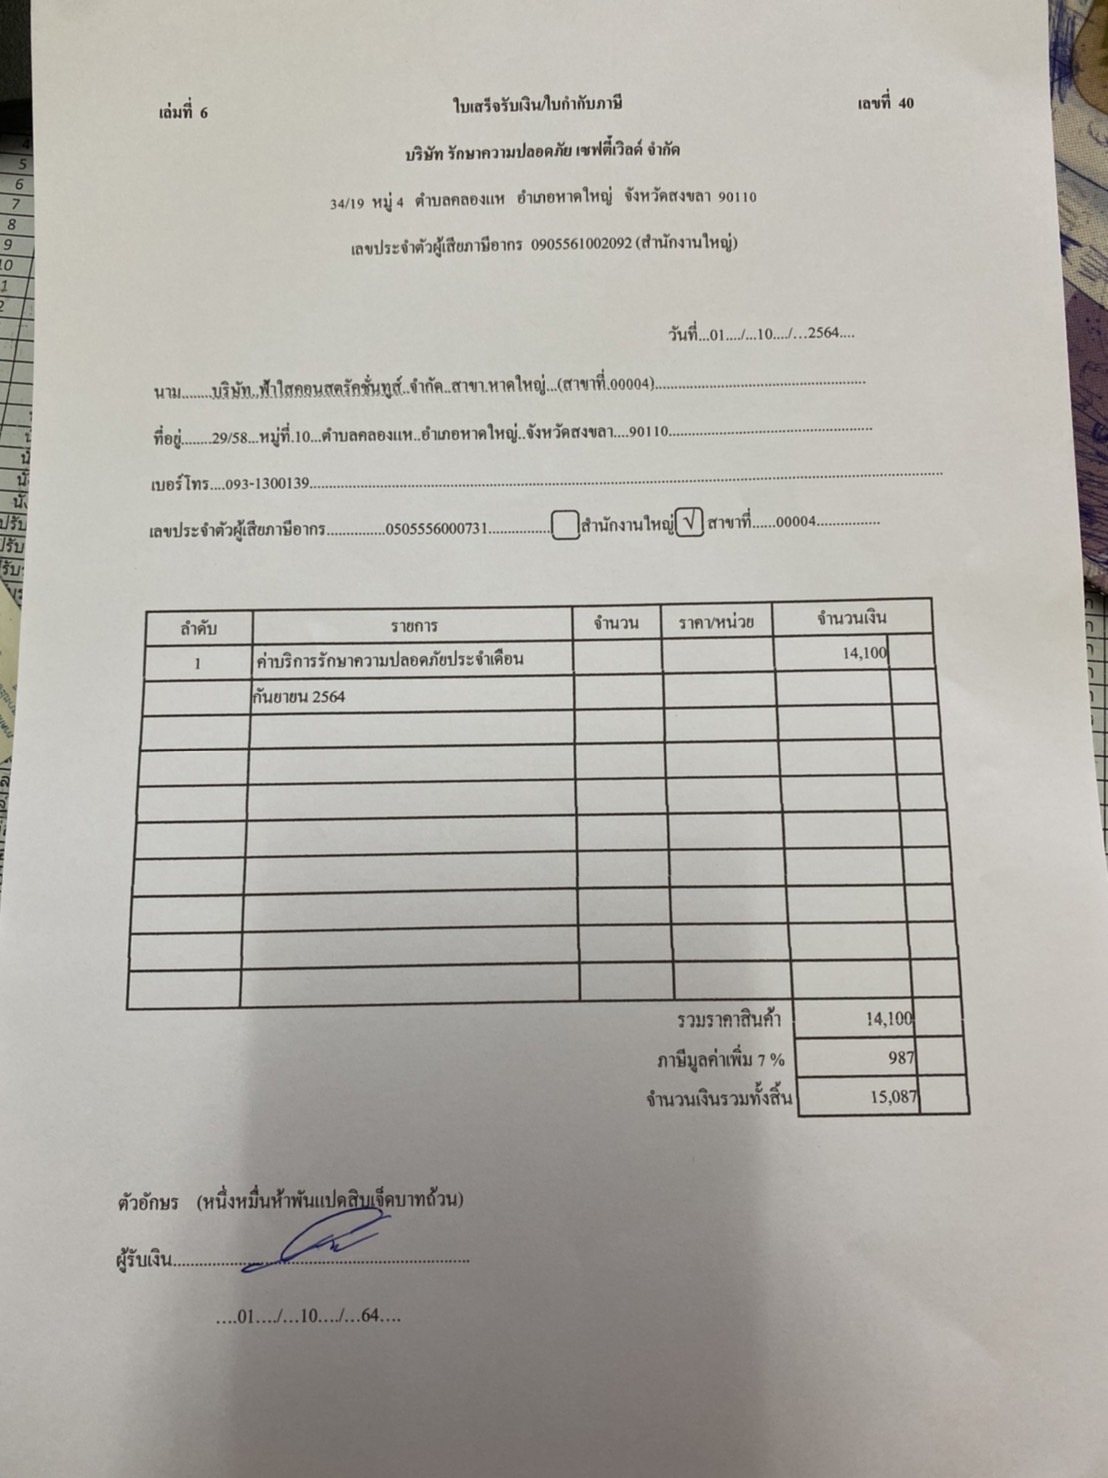 เล่มที่ 6 ใบเสร็จรับเงิน/ใบกำกับภาษี เลขที่ 40
บริษัท รักษาความปลอดภัย เซฟตี้เวิลด์ จำกัด
34/19 หมู่ 4 ตำบลคลองแห อำเภอหาดใหญ่ จังหวัดสงขลา 90110
เลขประจำตัวผู้เสียภาษีอากร 0905561002092 (สำนักงานใหญ่)
วันที่...01..../...10..../...2564....
นาม........บริษัท..ฟ้าใสคอนสตรัคชั่นทูลส์..จำกัด..สาขา.หาดใหญ่...(สาขาที่.00004)....................
ที่อยู่........29/58...หมู่ที่.10...ตำบลคลองแห..อำเภอหาดใหญ่..จังหวัดสงขลา....90110....................
เบอร์โทร....093-1300139....................
เลขประจำตัวผู้เสียภาษีอากร...............0505556000731................สำนักงานใหญ่ √ สาขาที่......00004................
ลำดับ รายการ จำนวน ราคา/หน่วย จำนวนเงิน
1 ค่าบริการรักษาความปลอดภัยประจำเดือน 14,100
กันยายน 2564
รวมราคาสินค้า 14,100
ภาษีมูลค่าเพิ่ม 7 % 987
จำนวนเงินรวมทั้งสิ้น 15,087
ตัวอักษร (หนึ่งหมื่นห้าพันแปดสิบเจ็ดบาทถ้วน)
ผู้รับเงิน....................
....01..../...10..../...64....